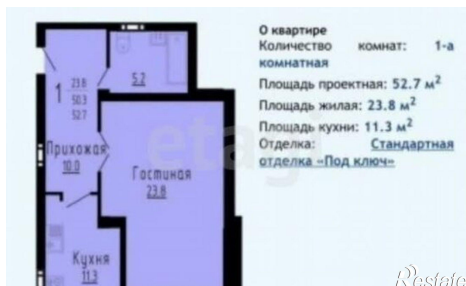 О квартире
Количество комнат: 1-а
комнатная
Площадь проектная: 52.7 м²
Площадь жилая: 23.8 м²
Площадь кухни: 11.3 м²
Отделка: Стандартная
отделка «Под ключ»
1
23.8
50.3
52.7
5.2
Прихожая
10.0
Гостиная
23.8
Кухня
11.3
etagi
Restate